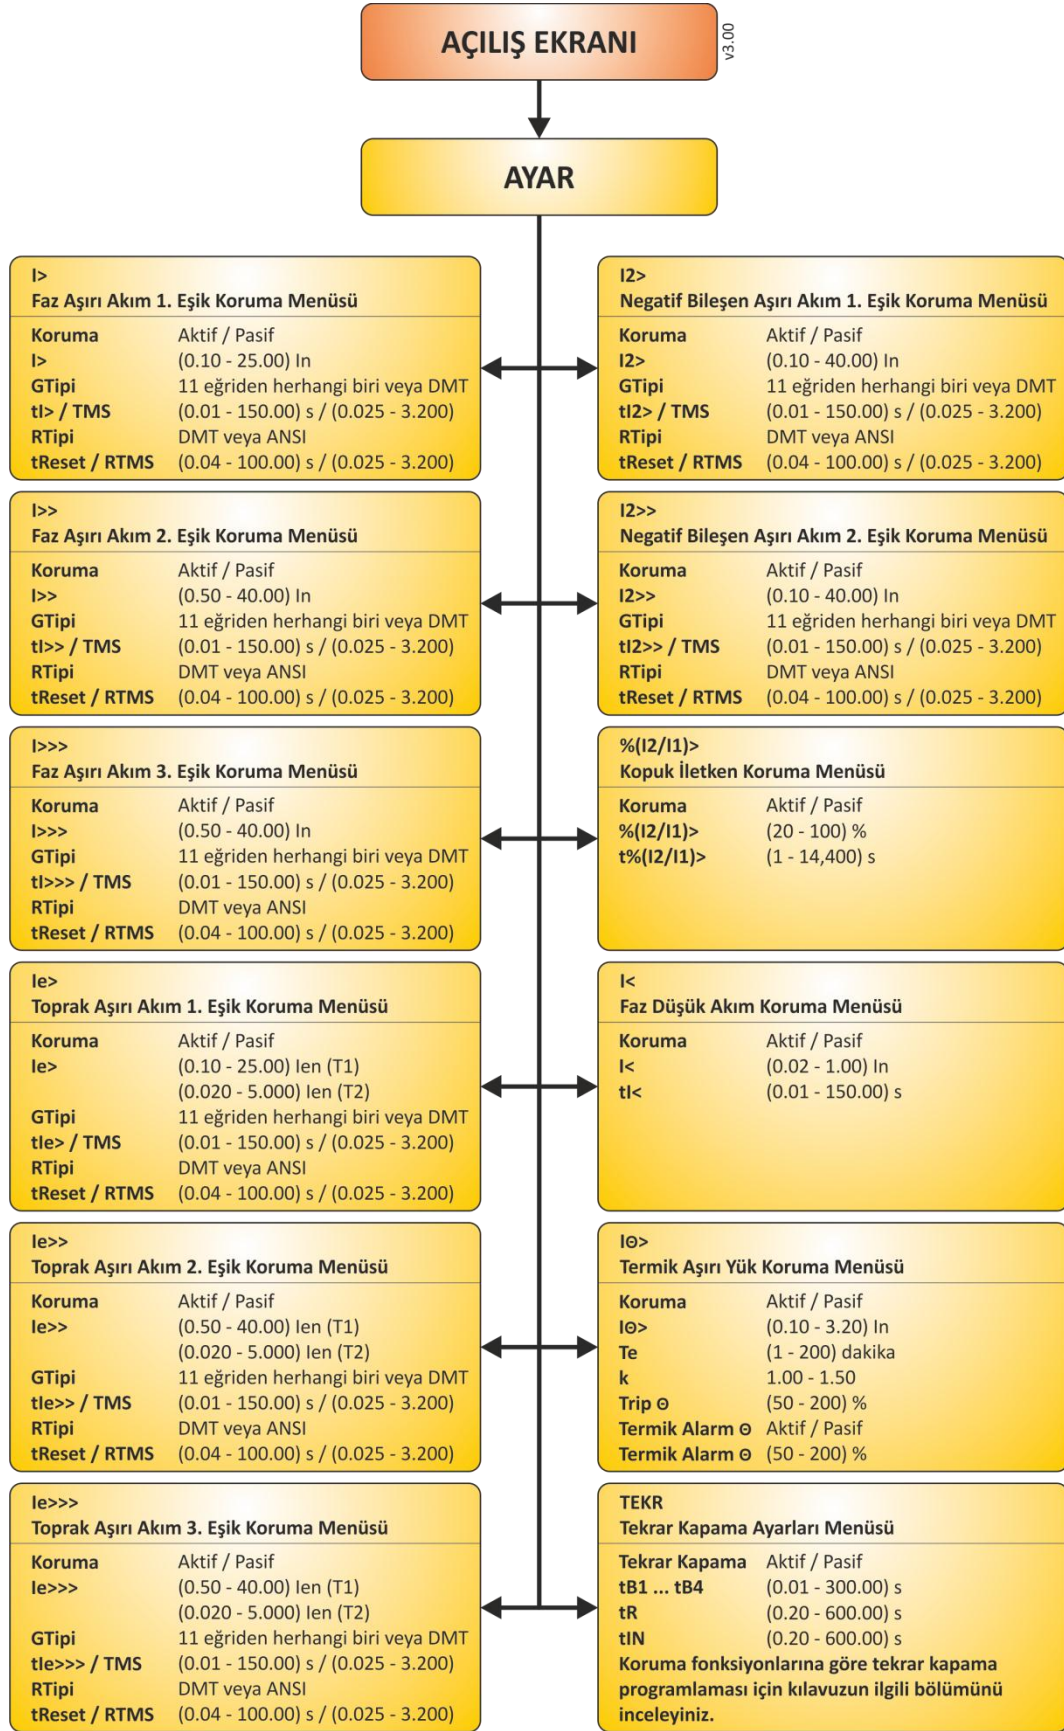 AÇILIŞ EKRANI
v3.00
AYAR
I>
Faz Aşırı Akım 1. Eşik Koruma Menüsü
Koruma Aktif / Pasif
I> (0.10 - 25.00) In
GTipi 11 eğriden herhangi biri veya DMT
tI> / TMS (0.01 - 150.00) s / (0.025 - 3.200)
RTipi DMT veya ANSI
tReset / RTMS (0.04 - 100.00) s / (0.025 - 3.200)
I2>
Negatif Bileşen Aşırı Akım 1. Eşik Koruma Menüsü
Koruma Aktif / Pasif
I2> (0.10 - 40.00) In
GTipi 11 eğriden herhangi biri veya DMT
tI2> / TMS (0.01 - 150.00) s / (0.025 - 3.200)
RTipi DMT veya ANSI
tReset / RTMS (0.04 - 100.00) s / (0.025 - 3.200)
I>>
Faz Aşırı Akım 2. Eşik Koruma Menüsü
Koruma Aktif / Pasif
I>> (0.50 - 40.00) In
GTipi 11 eğriden herhangi biri veya DMT
tI>> / TMS (0.01 - 150.00) s / (0.025 - 3.200)
RTipi DMT veya ANSI
tReset / RTMS (0.04 - 100.00) s / (0.025 - 3.200)
I2>>
Negatif Bileşen Aşırı Akım 2. Eşik Koruma Menüsü
Koruma Aktif / Pasif
I2>> (0.10 - 40.00) In
GTipi 11 eğriden herhangi biri veya DMT
tI2>> / TMS (0.01 - 150.00) s / (0.025 - 3.200)
RTipi DMT veya ANSI
tReset / RTMS (0.04 - 100.00) s / (0.025 - 3.200)
I>>>
Faz Aşırı Akım 3. Eşik Koruma Menüsü
Koruma Aktif / Pasif
I>>> (0.50 - 40.00) In
GTipi 11 eğriden herhangi biri veya DMT
tI>>> / TMS (0.01 - 150.00) s / (0.025 - 3.200)
RTipi DMT veya ANSI
tReset / RTMS (0.04 - 100.00) s / (0.025 - 3.200)
%(I2/I1)>
Kopuk İletken Koruma Menüsü
Koruma Aktif / Pasif
%(I2/I1)> (20 - 100) %
t%(I2/I1)> (1 - 14,400) s
Ie>
Toprak Aşırı Akım 1. Eşik Koruma Menüsü
Koruma Aktif / Pasif
Ie> (0.10 - 25.00) Ien (T1)
(0.020 - 5.000) Ien (T2)
GTipi 11 eğriden herhangi biri veya DMT
tIe> / TMS (0.01 - 150.00) s / (0.025 - 3.200)
RTipi DMT veya ANSI
tReset / RTMS (0.04 - 100.00) s / (0.025 - 3.200)
I<
Faz Düşük Akım Koruma Menüsü
Koruma Aktif / Pasif
I< (0.02 - 1.00) In
tI< (0.01 - 150.00) s
Ie>>
Toprak Aşırı Akım 2. Eşik Koruma Menüsü
Koruma Aktif / Pasif
Ie>> (0.50 - 40.00) Ien (T1)
(0.020 - 5.000) Ien (T2)
GTipi 11 eğriden herhangi biri veya DMT
tIe>> / TMS (0.01 - 150.00) s / (0.025 - 3.200)
RTipi DMT veya ANSI
tReset / RTMS (0.04 - 100.00) s / (0.025 - 3.200)
IΘ>
Termik Aşırı Yük Koruma Menüsü
Koruma Aktif / Pasif
IΘ> (0.10 - 3.20) In
Te (1 - 200) dakika
k 1.00 - 1.50
Trip Θ (50 - 200) %
Termik Alarm Θ Aktif / Pasif
Termik Alarm Θ (50 - 200) %
Ie>>>
Toprak Aşırı Akım 3. Eşik Koruma Menüsü
Koruma Aktif / Pasif
Ie>>> (0.50 - 40.00) Ien (T1)
(0.020 - 5.000) Ien (T2)
GTipi 11 eğriden herhangi biri veya DMT
tIe>>> / TMS (0.01 - 150.00) s / (0.025 - 3.200)
RTipi DMT veya ANSI
tReset / RTMS (0.04 - 100.00) s / (0.025 - 3.200)
TEKR
Tekrar Kapama Ayarları Menüsü
Tekrar Kapama Aktif / Pasif
tB1 ... tB4 (0.01 - 300.00) s
tR (0.20 - 600.00) s
tIN (0.20 - 600.00) s
Koruma fonksiyonlarına göre tekrar kapama
programlaması için kılavuzun ilgili bölümünü
inceleyiniz.